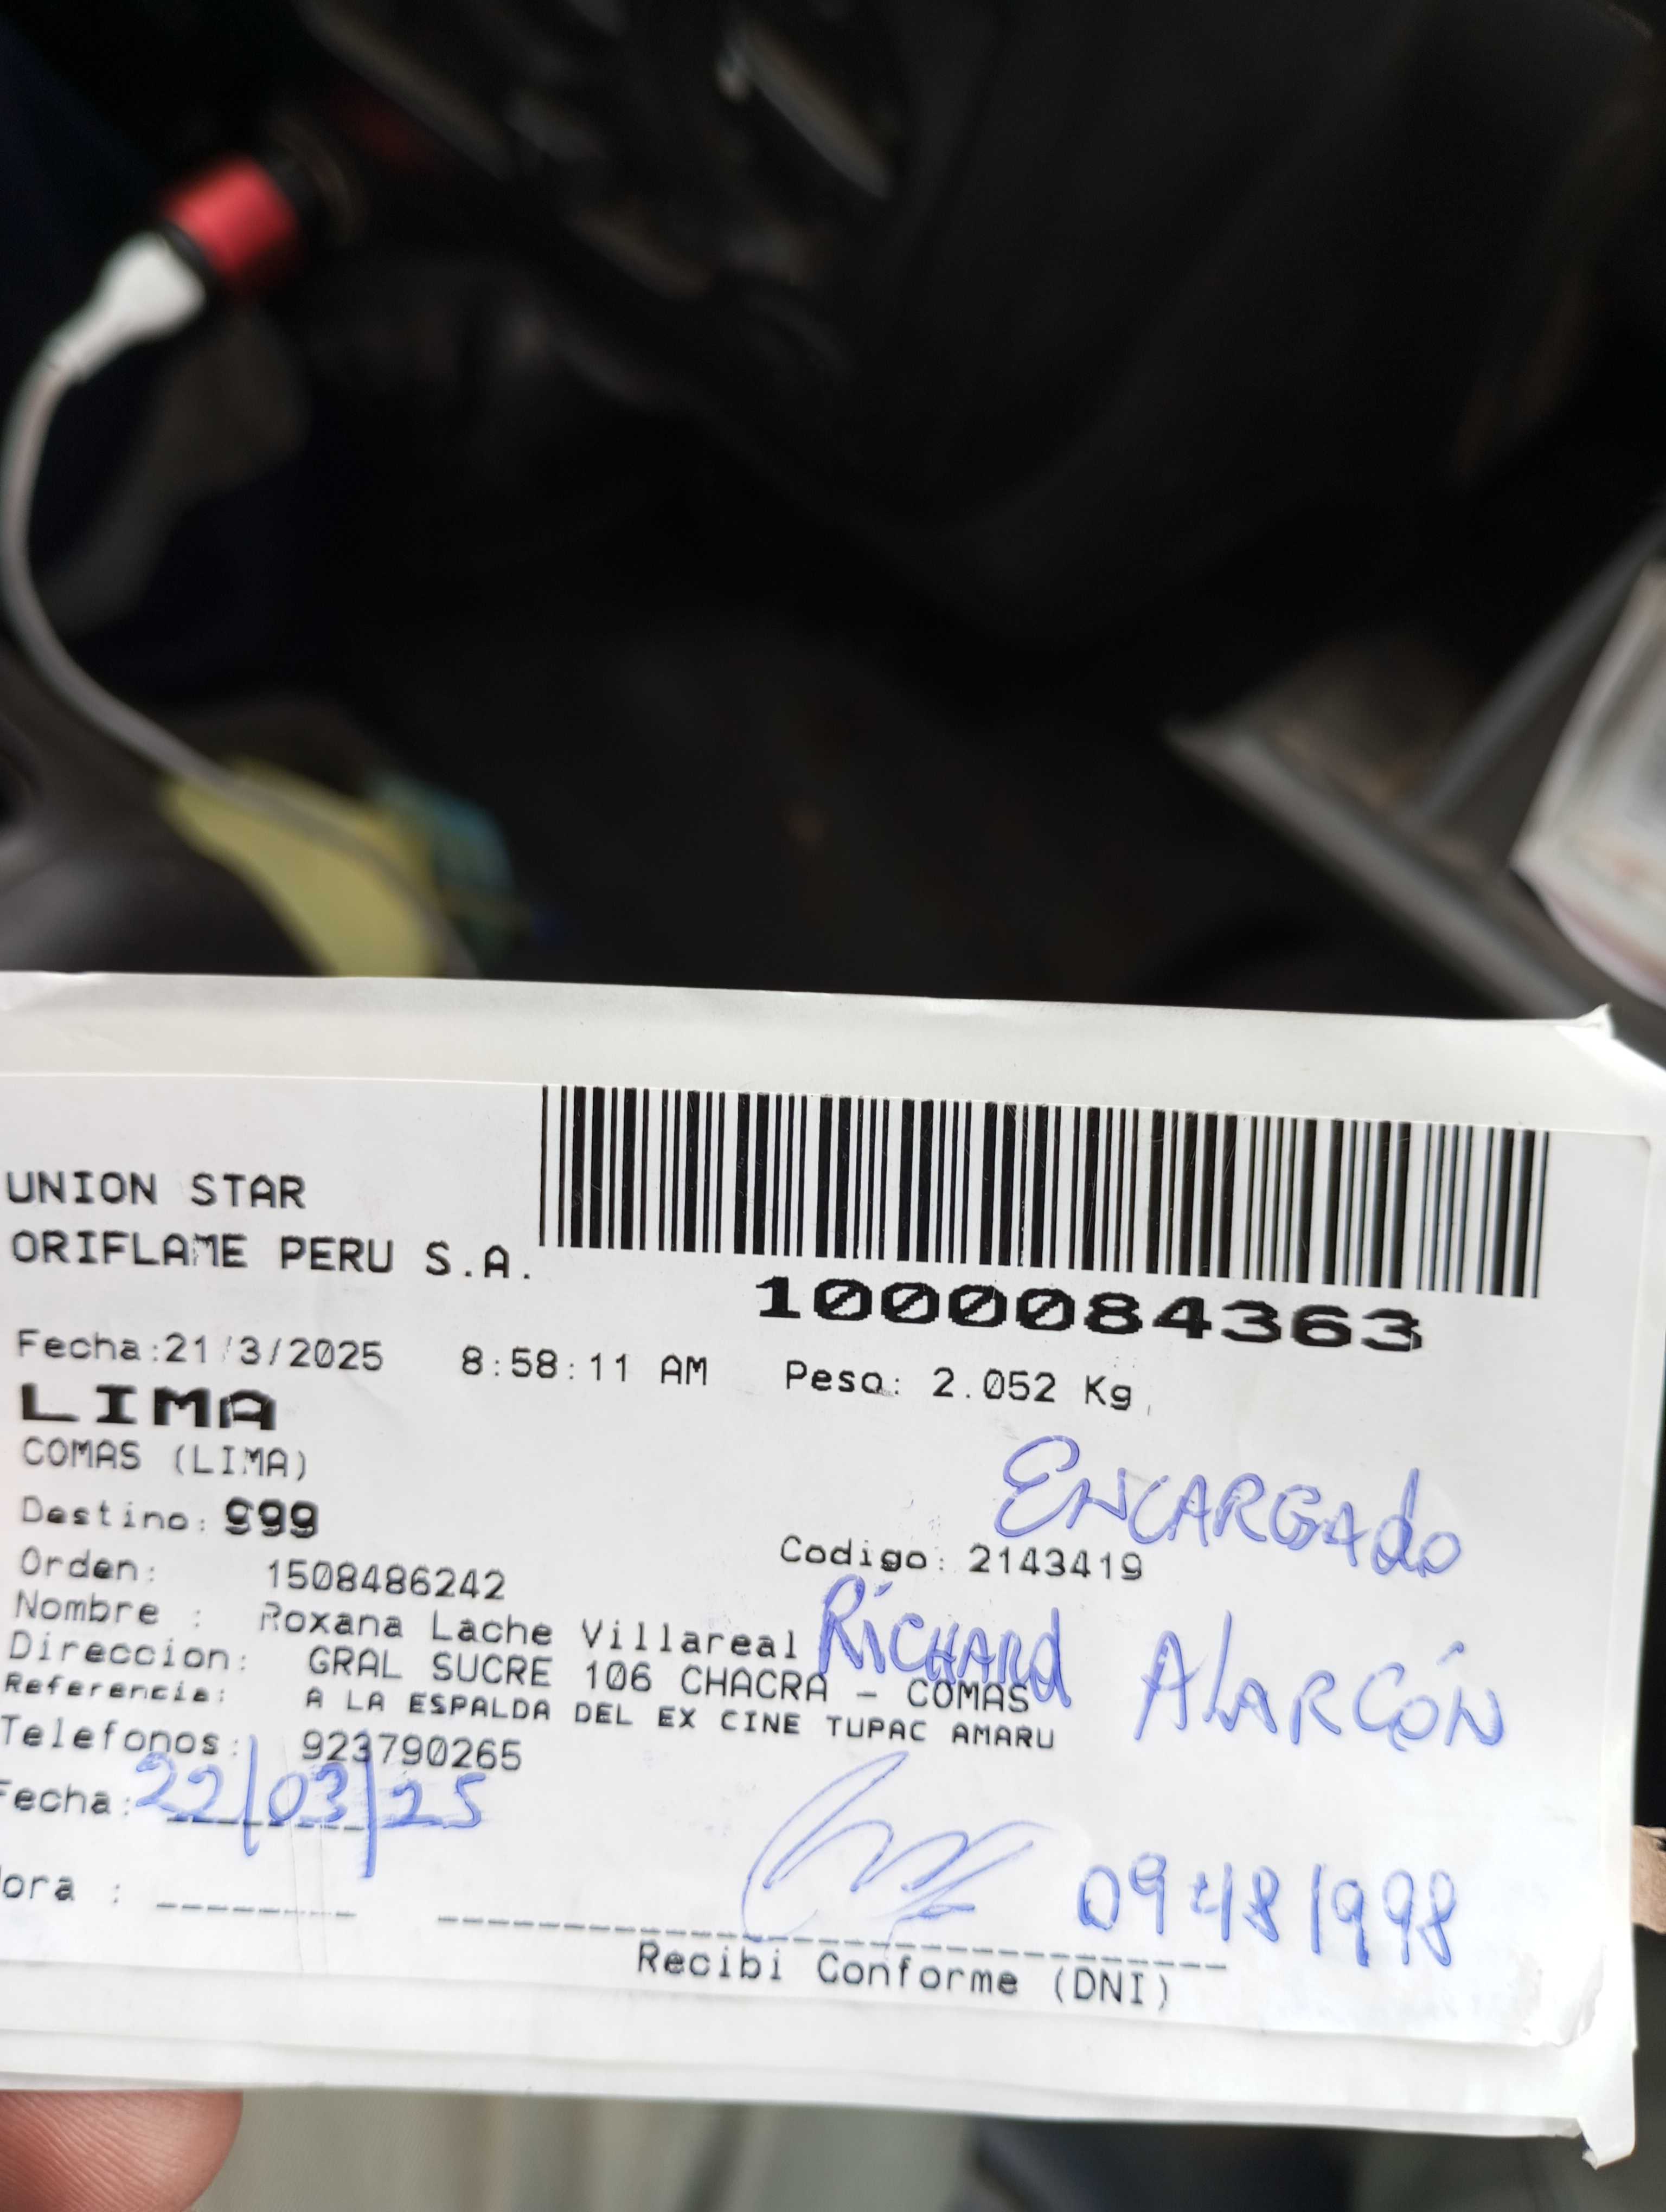 UNION STAR
ORIFLAME PERU S.A.
1000084363
Fecha:21/3/2025 8:58:11 AM Peso: 2.052 Kg
LIMA
COMAS (LIMA)
ENCARGADO
Destino: 999
Codigo: 2143419
Orden: 1508486242
Nombre : Roxana Lache Villareal
RICHARD ALARCÓN
Direccion: GRAL SUCRE 106 CHACRA - COMAS
Referencia: A LA ESPALDA DEL EX CINE TUPAC AMARU
Telefonos: 923790265
Fecha: 22/03/25
09481998
ora :
Recibi Conforme (DNI)